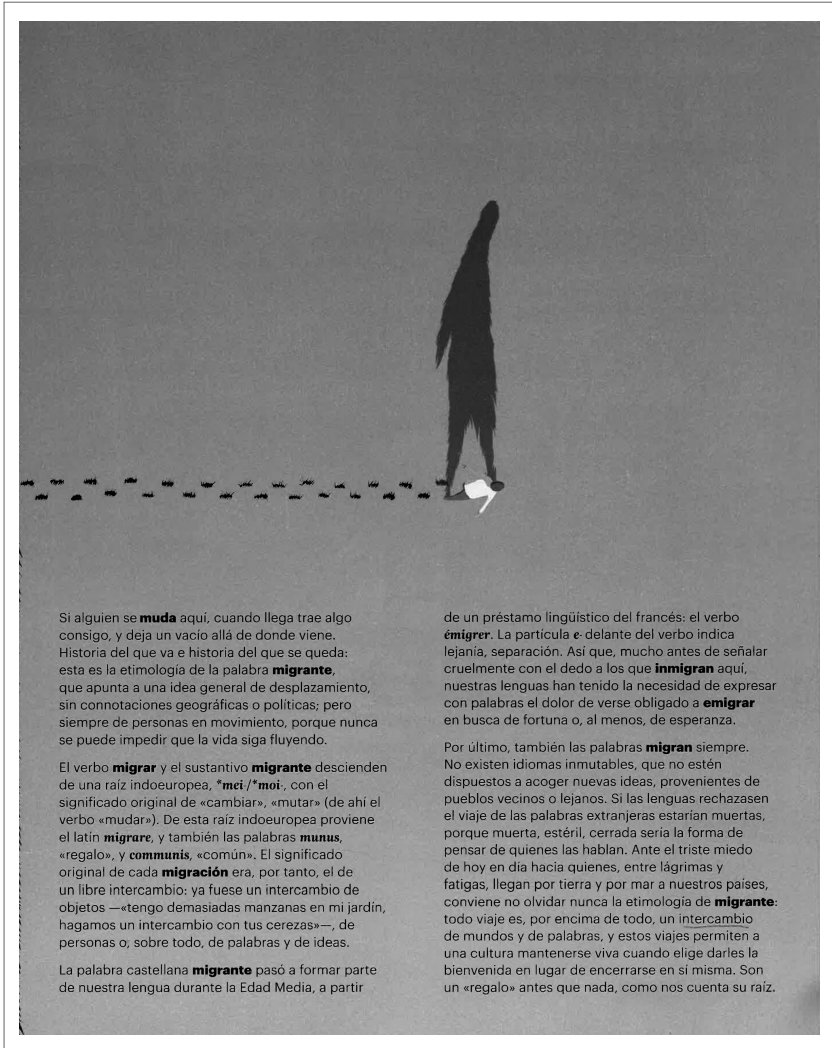 Si alguien se muda aquí, cuando llega trae algo
consigo, y deja un vacío allá de donde viene.
Historia del que va e historia del que se queda:
esta es la etimología de la palabra migrante,
que apunta a una idea general de desplazamiento,
sin connotaciones geográficas o políticas; pero
siempre de personas en movimiento, porque nunca
se puede impedir que la vida siga fluyendo.
El verbo migrar y el sustantivo migrante descienden
de una raíz indoeuropea, *mei-/*moi-, con el
significado original de «cambiar», «mutar» (de ahí el
verbo «mudar»). De esta raíz indoeuropea proviene
el latín migrare, y también las palabras munus,
«regalo», y communis, «común». El significado
original de cada migración era, por tanto, el de
un libre intercambio: ya fuese un intercambio de
objetos —«tengo demasiadas manzanas en mi jardín,
hagamos un intercambio con tus cerezas»—, de
personas o, sobre todo, de palabras y de ideas.
La palabra castellana migrante pasó a formar parte
de nuestra lengua durante la Edad Media, a partir
de un préstamo lingüístico del francés: el verbo
émigrer. La partícula e- delante del verbo indica
lejanía, separación. Así que, mucho antes de señalar
cruelmente con el dedo a los que inmigran aquí,
nuestras lenguas han tenido la necesidad de expresar
con palabras el dolor de verse obligado a emigrar
en busca de fortuna o, al menos, de esperanza.
Por último, también las palabras migran siempre.
No existen idiomas inmutables, que no estén
dispuestos a acoger nuevas ideas, provenientes de
pueblos vecinos o lejanos. Si las lenguas rechazasen
el viaje de las palabras extranjeras estarían muertas,
porque muerta, estéril, cerrada sería la forma de
pensar de quienes las hablan. Ante el triste miedo
de hoy en día hacia quienes, entre lágrimas y
fatigas, llegan por tierra y por mar a nuestros países,
conviene no olvidar nunca la etimología de migrante:
todo viaje es, por encima de todo, un intercambio
de mundos y de palabras, y estos viajes permiten a
una cultura mantenerse viva cuando elige darles la
bienvenida en lugar de encerrarse en sí misma. Son
un «regalo» antes que nada, como nos cuenta su raíz.